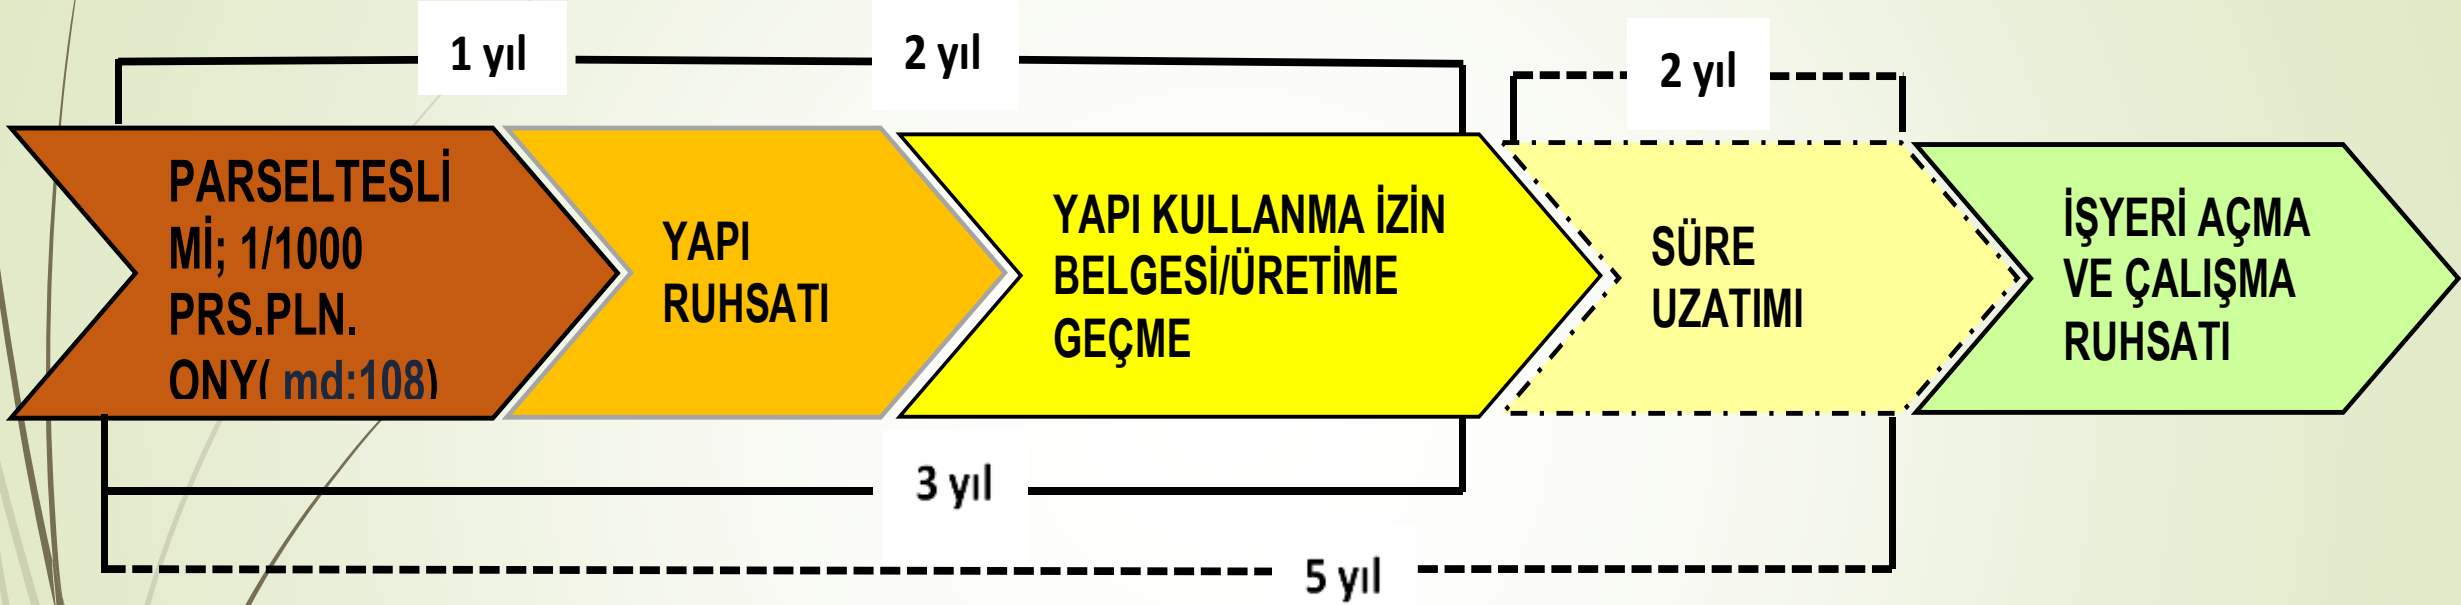 1 yıl
2 yıl
2 yıl
PARSELTESLİ
Mİ; 1/1000
PRS.PLN.
ONY( md:108)
YAPI
RUHSATI
YAPI KULLANMA İZİN
BELGESİ/ÜRETİME
GEÇME
SÜRE
UZATIMI
İŞYERİ AÇMA
VE ÇALIŞMA
RUHSATI
3 yıl
5 yıl